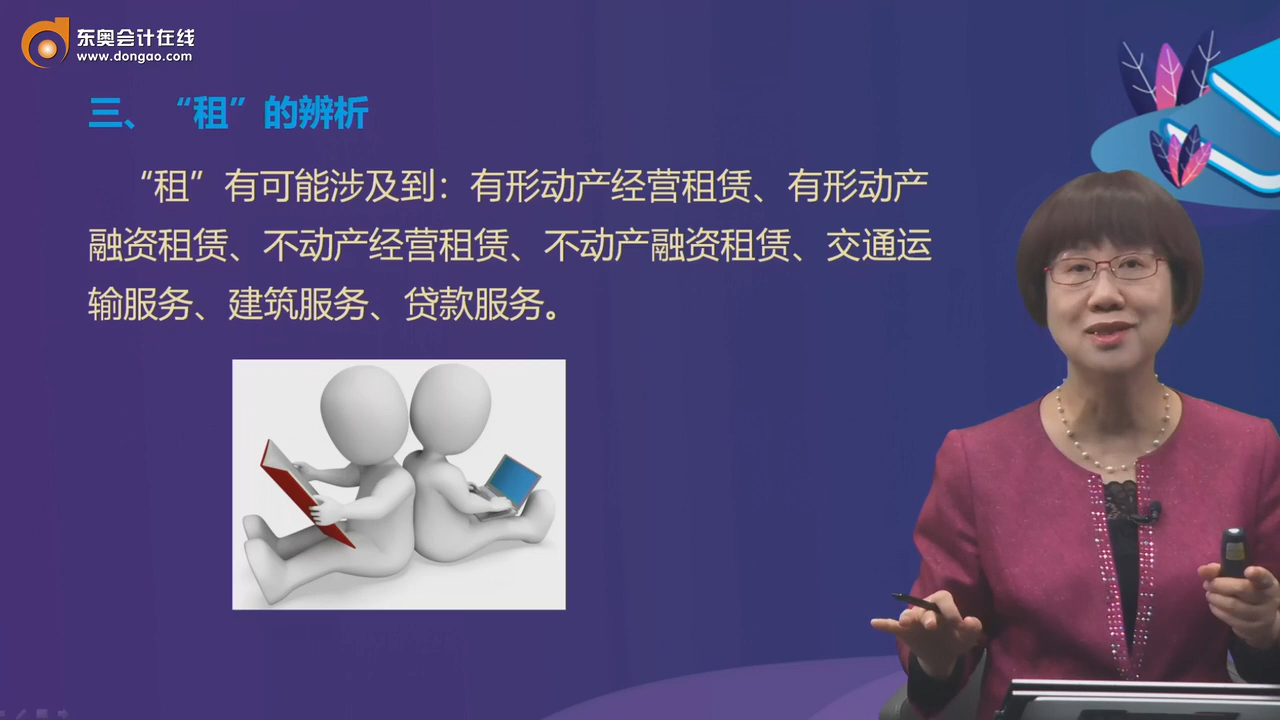 东奥会计在线
www.dongao.com
三、“租”的辨析
“租”有可能涉及到：有形动产经营租赁、有形动产
融资租赁、不动产经营租赁、不动产融资租赁、交通运
输服务、建筑服务、贷款服务。